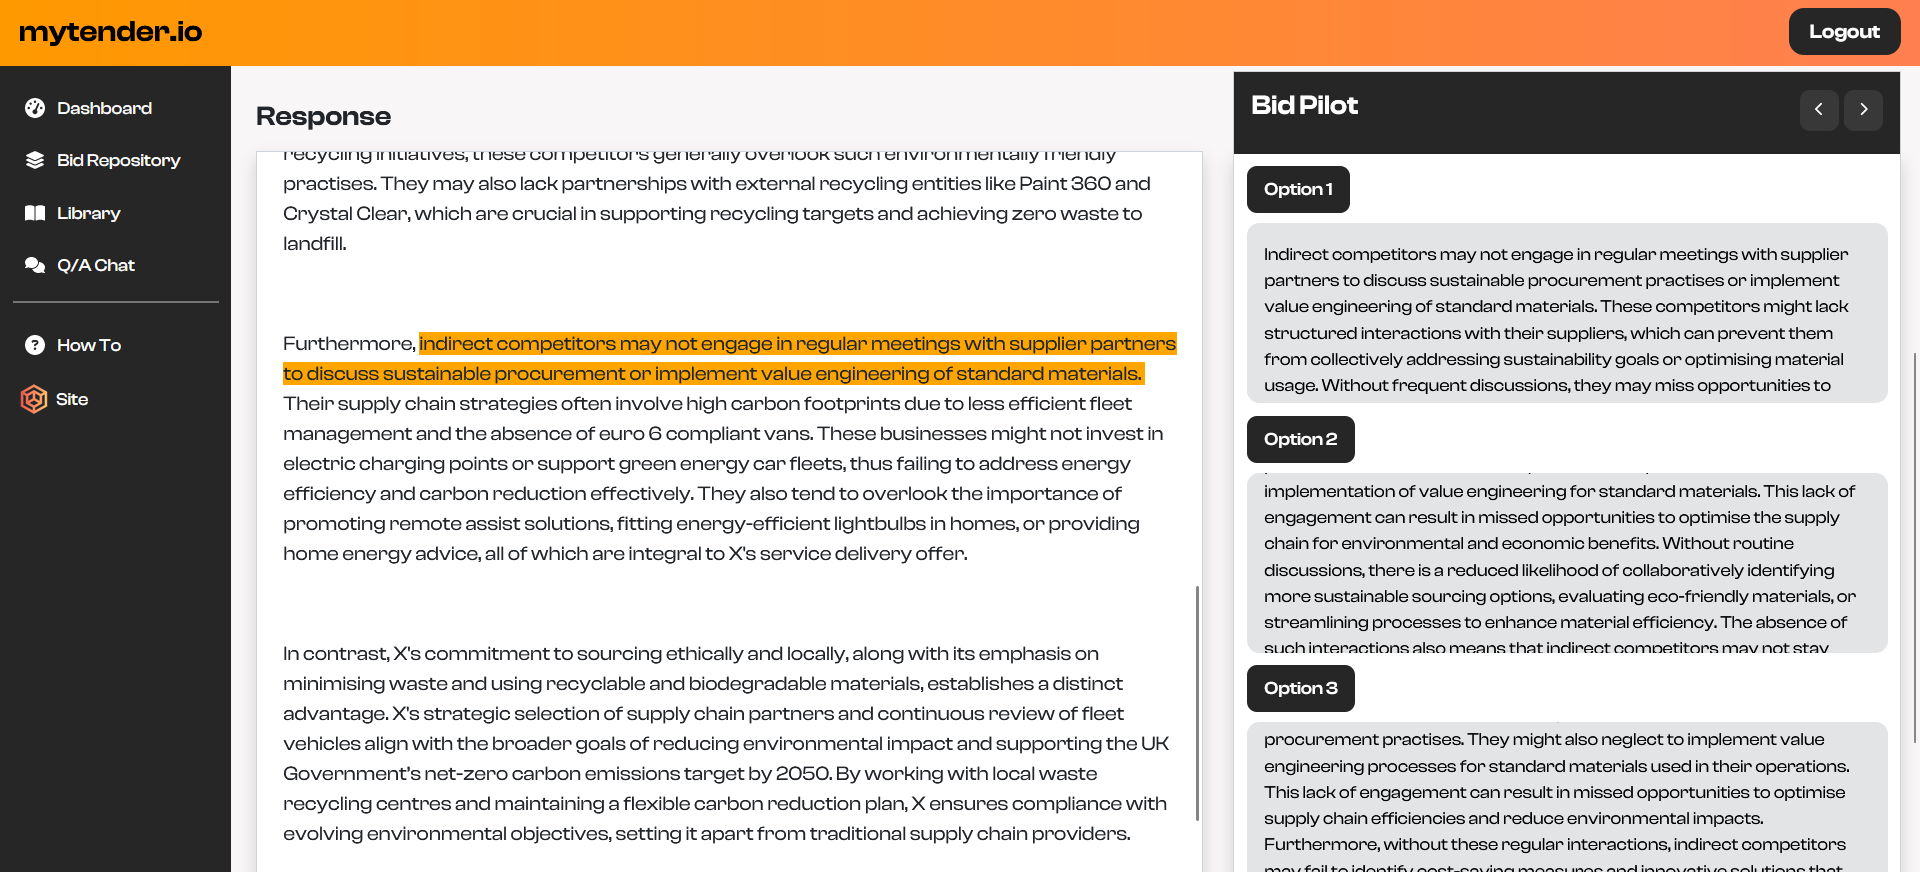 mytender.io
Logout
Dashboard
Bid Repository
Library
Q/A Chat
How To
Site
Response
recycling initiatives, these competitors generally overlook such environmentally friendly
practises. They may also lack partnerships with external recycling entities like Paint 360 and
Crystal Clear, which are crucial in supporting recycling targets and achieving zero waste to
landfill.
Furthermore, indirect competitors may not engage in regular meetings with supplier partners
to discuss sustainable procurement or implement value engineering of standard materials.
Their supply chain strategies often involve high carbon footprints due to less efficient fleet
management and the absence of euro 6 compliant vans. These businesses might not invest in
electric charging points or support green energy car fleets, thus failing to address energy
efficiency and carbon reduction effectively. They also tend to overlook the importance of
promoting remote assist solutions, fitting energy-efficient lightbulbs in homes, or providing
home energy advice, all of which are integral to X's service delivery offer.
In contrast, X's commitment to sourcing ethically and locally, along with its emphasis on
minimising waste and using recyclable and biodegradable materials, establishes a distinct
advantage. X's strategic selection of supply chain partners and continuous review of fleet
vehicles align with the broader goals of reducing environmental impact and supporting the UK
Government's net-zero carbon emissions target by 2050. By working with local waste
recycling centres and maintaining a flexible carbon reduction plan, X ensures compliance with
evolving environmental objectives, setting it apart from traditional supply chain providers.
Bid Pilot
Option 1
Indirect competitors may not engage in regular meetings with supplier
partners to discuss sustainable procurement practises or implement
value engineering of standard materials. These competitors might lack
structured interactions with their suppliers, which can prevent them
from collectively addressing sustainability goals or optimising material
usage. Without frequent discussions, they may miss opportunities to
Option 2
implementation of value engineering for standard materials. This lack of
engagement can result in missed opportunities to optimise the supply
chain for environmental and economic benefits. Without routine
discussions, there is a reduced likelihood of collaboratively identifying
more sustainable sourcing options, evaluating eco-friendly materials, or
streamlining processes to enhance material efficiency. The absence of
such interactions also means that indirect competitors may not stay
Option 3
procurement practises. They might also neglect to implement value
engineering processes for standard materials used in their operations.
This lack of engagement can result in missed opportunities to optimise
supply chain efficiencies and reduce environmental impacts.
Furthermore, without these regular interactions, indirect competitors
may fail to identify cost-saving measures and innovative solutions that